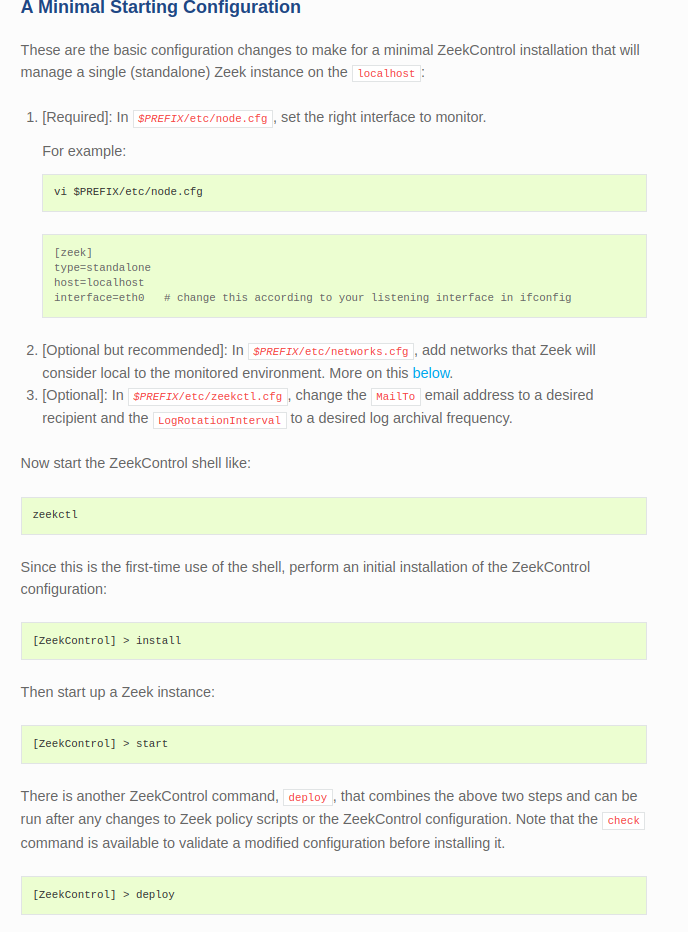 A Minimal Starting Configuration
These are the basic configuration changes to make for a minimal ZeekControl installation that will
manage a single (standalone) Zeek instance on the localhost:
1. [Required]: In $PREFIX/etc/node.cfg, set the right interface to monitor.
For example:
vi $PREFIX/etc/node.cfg
[zeek]
type=standalone
host=localhost
interface=eth0   # change this according to your listening interface in ifconfig
2. [Optional but recommended]: In $PREFIX/etc/networks.cfg, add networks that Zeek will
consider local to the monitored environment. More on this below.
3. [Optional]: In $PREFIX/etc/zeekctl.cfg, change the MailTo email address to a desired
recipient and the LogRotationInterval to a desired log archival frequency.
Now start the ZeekControl shell like:
zeekctl
Since this is the first-time use of the shell, perform an initial installation of the ZeekControl
configuration:
[ZeekControl] > install
Then start up a Zeek instance:
[ZeekControl] > start
There is another ZeekControl command, deploy, that combines the above two steps and can be
run after any changes to Zeek policy scripts or the ZeekControl configuration. Note that the check
command is available to validate a modified configuration before installing it.
[ZeekControl] > deploy